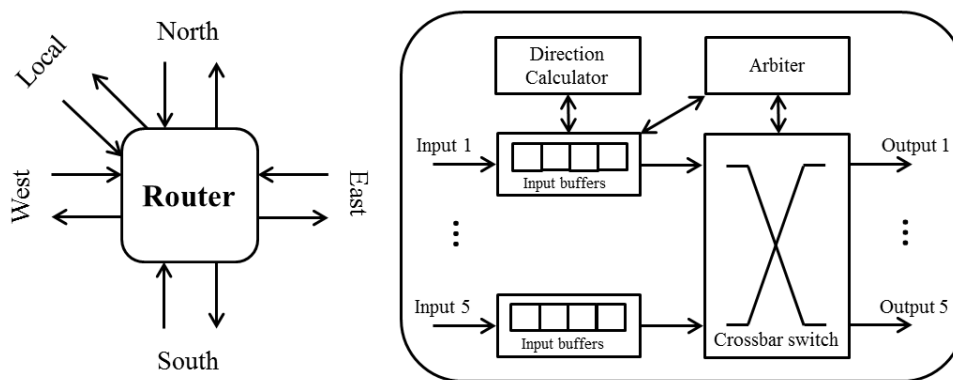 North
Local
West
Router
East
South
Direction
Calculator
Arbiter
Input 1
Input buffers
Output 1
...
...
Input 5
Input buffers
Crossbar switch
Output 5